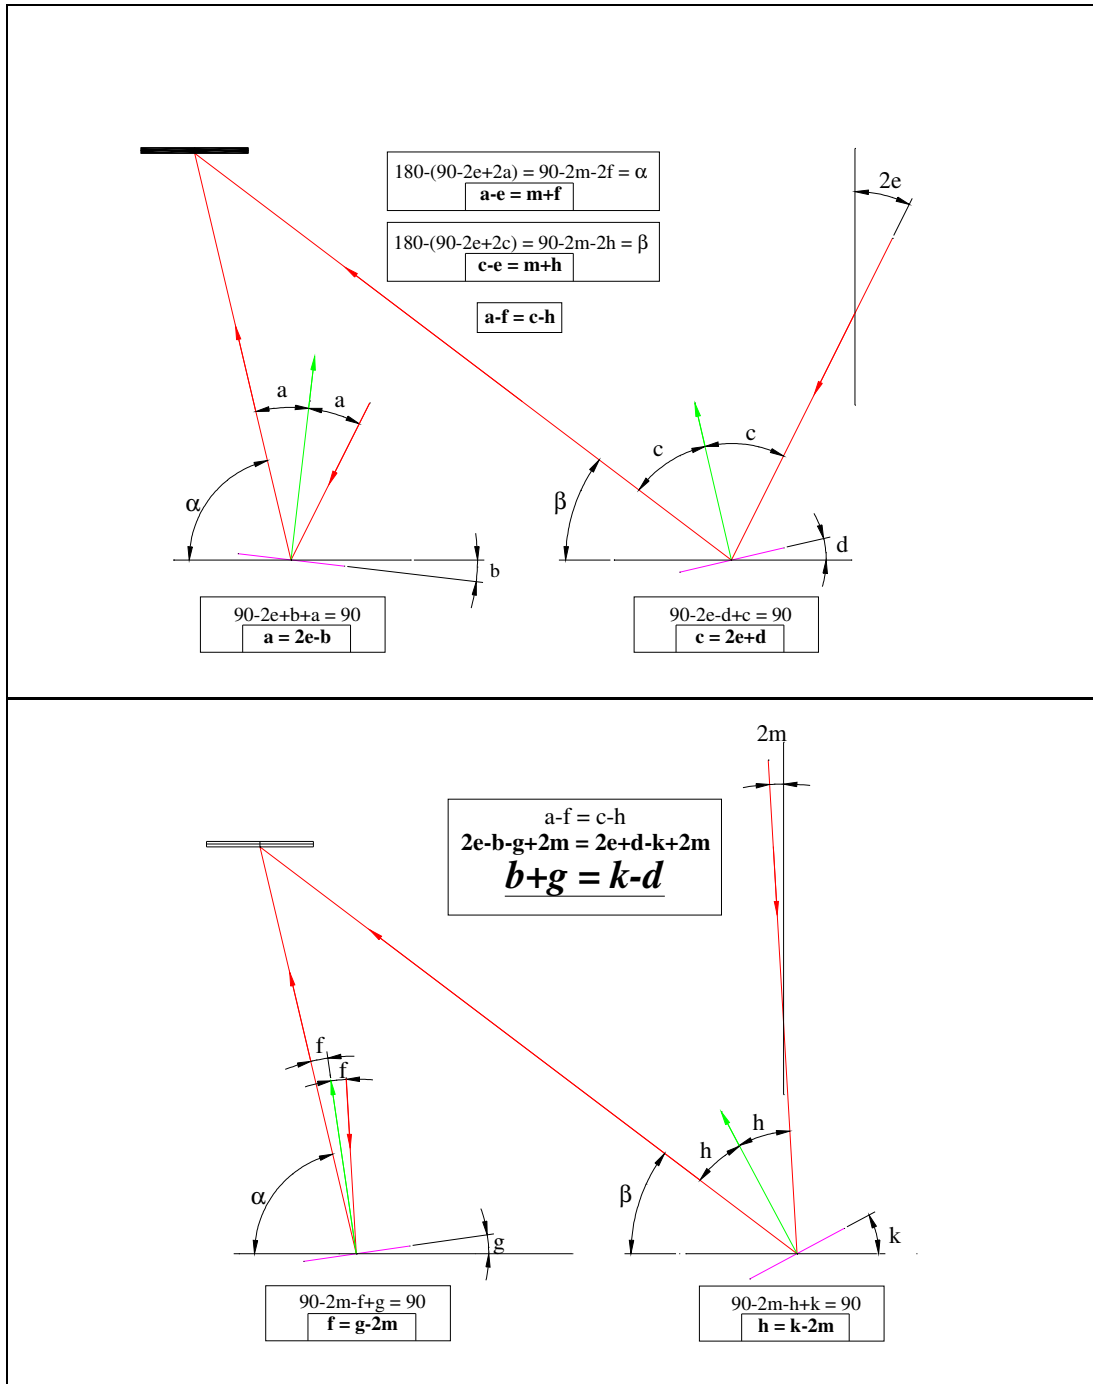 180-(90-2e+2a) = 90-2m-2f = α
a-e = m+f
2e
180-(90-2e+2c) = 90-2m-2h = β
c-e = m+h
a-f = c-h
a
a
c
c
α
β
d
b
90-2e+b+a = 90
a = 2e-b
90-2e-d+c = 90
c = 2e+d
2m
a-f = c-h
2e-b-g+2m = 2e+d-k+2m
b+g = k-d
f
f
h
h
α
β
g
k
90-2m-f+g = 90
f = g-2m
90-2m-h+k = 90
h = k-2m